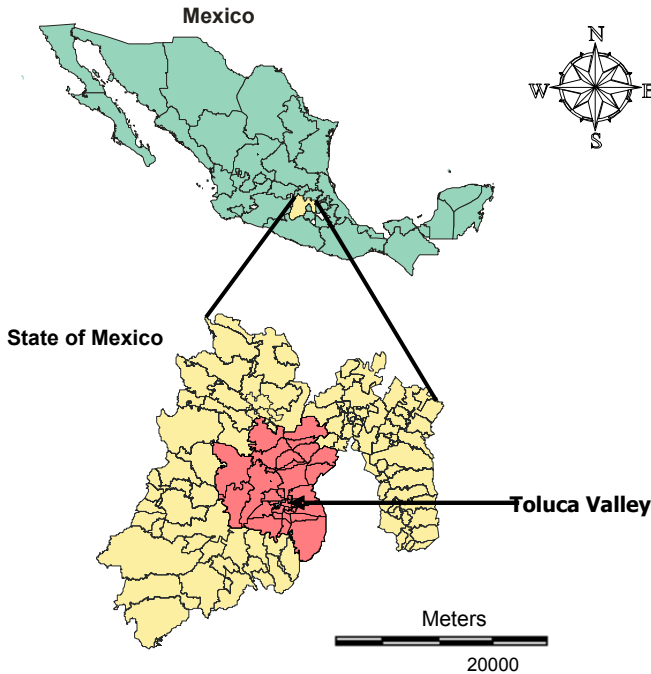 Mexico
N
W E
S
State of Mexico
Toluca Valley
Meters
20000